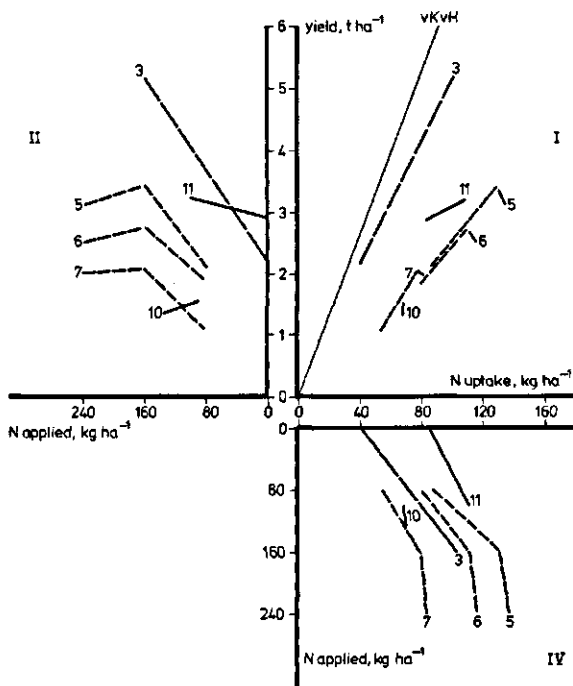 6 yield, t ha⁻¹ vKvH
3 3
II 5 I
4
11 11
5 3 5
6 6
7 2 7
10 1 10
0 N uptake, kg ha⁻¹
240 160 80 0 0 40 80 130 160
N applied, kg ha⁻¹ 0
80 11
10
160 3
240 7 6 5
N applied, kg ha⁻¹ IV